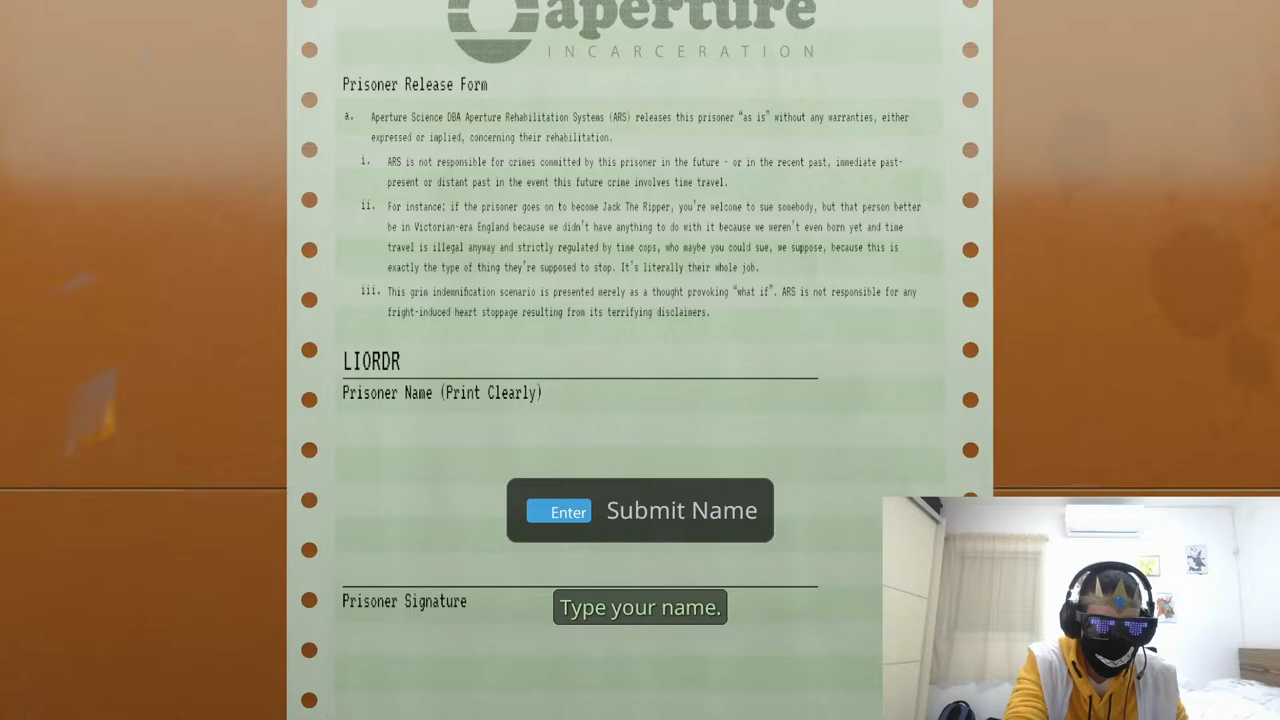 aperture
INCARCERATION
Prisoner Release Form
a. Aperture Science DBA Aperture Rehabilitation Systems (ARS) releases this prisoner "as is" without any warranties, either
expressed or implied, concerning their rehabilitation.
i. ARS is not responsible for crimes committed by this prisoner in the future - or in the recent past, immediate past-
present or distant past in the event this future crime involves time travel.
ii. For instance: if the prisoner goes on to become Jack The Ripper, you're welcome to sue somebody, but that person better
be in Victorian-era England because we didn't have anything to do with it because we weren't even born yet and time
travel is illegal anyway and strictly regulated by time cops, who maybe you could sue, we suppose, because this is
exactly the type of thing they're supposed to stop. It's literally their whole job.
iii. This grim indemnification scenario is presented merely as a thought provoking "what if". ARS is not responsible for any
fright-induced heart stoppage resulting from its terrifying disclaimers.
LIORDR
Prisoner Name (Print Clearly)
Enter Submit Name
Prisoner Signature
Type your name.